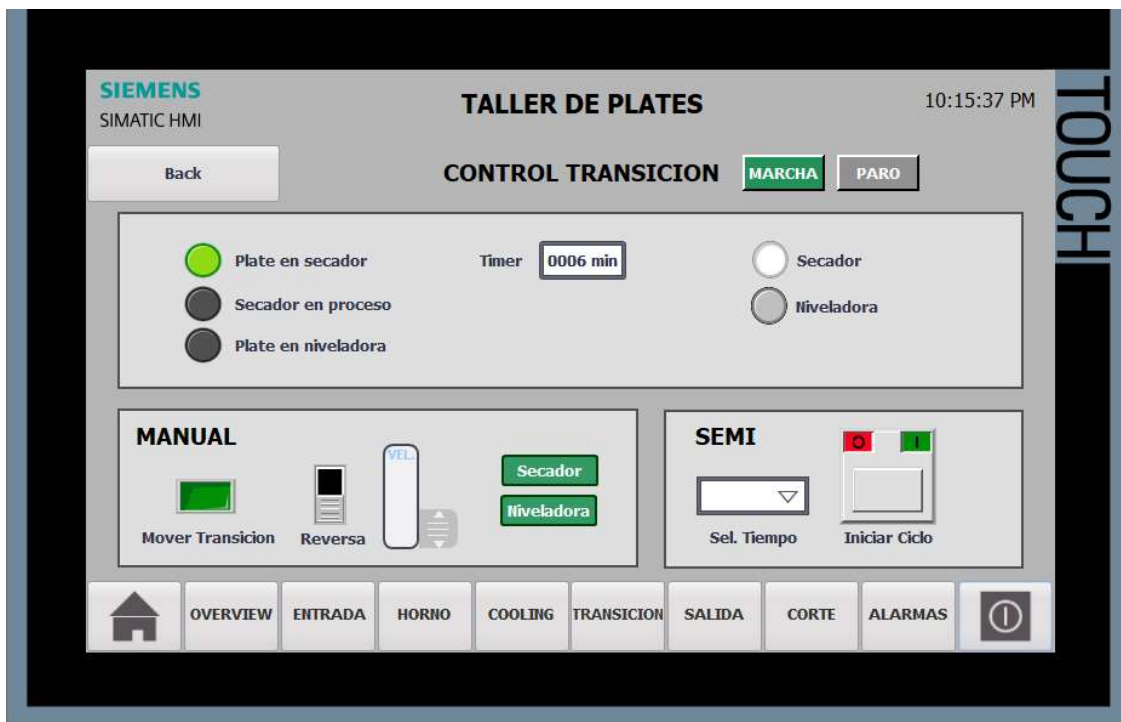 SIEMENS
SIMATIC HMI
TALLER DE PLATES
10:15:37 PM
TOUCH
Back
CONTROL TRANSICION
MARCHA
PARO
Plate en secador
Timer
0006 min
Secador
Secador en proceso
Niveladora
Plate en niveladora
MANUAL
VEL.
Secador
Niveladora
Mover Transicion
Reversa
SEMI
O
I
Sel. Tiempo
Iniciar Ciclo
OVERVIEW
ENTRADA
HORNO
COOLING
TRANSICION
SALIDA
CORTE
ALARMAS